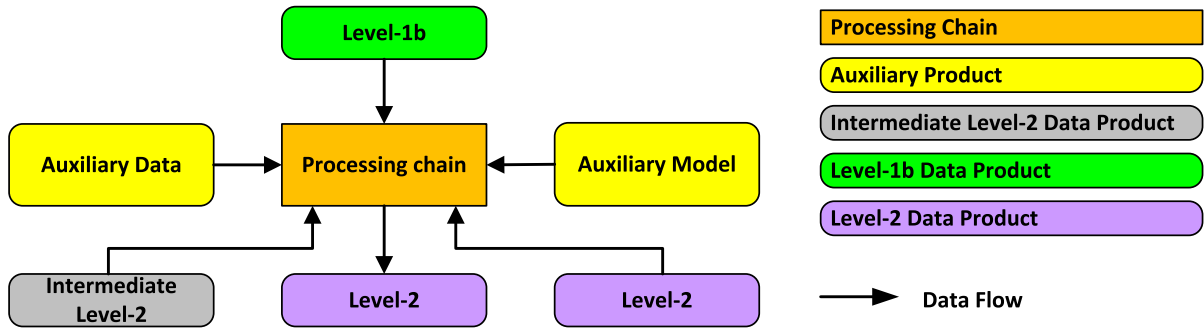 Level-1b
Auxiliary Data
Processing chain
Auxiliary Model
Intermediate
Level-2
Level-2
Level-2
Processing Chain
Auxiliary Product
Intermediate Level-2 Data Product
Level-1b Data Product
Level-2 Data Product
Data Flow